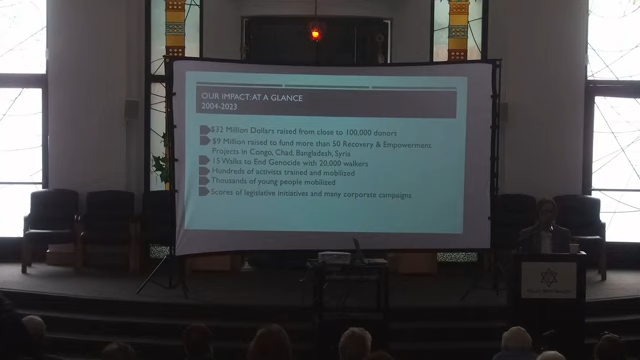 OUR IMPACT: AT A GLANCE
2004-2023
$32 Million Dollars raised from close to 100,000 donors
$9 Million raised to fund more than 50 Recovery & Empowerment
Projects in Congo, Chad, Bangladesh, Syria
15 Walks to End Genocide with 20,000 walkers
Hundreds of activists trained and mobilized
Thousands of young people mobilized
Scores of legislative initiatives and many corporate campaigns